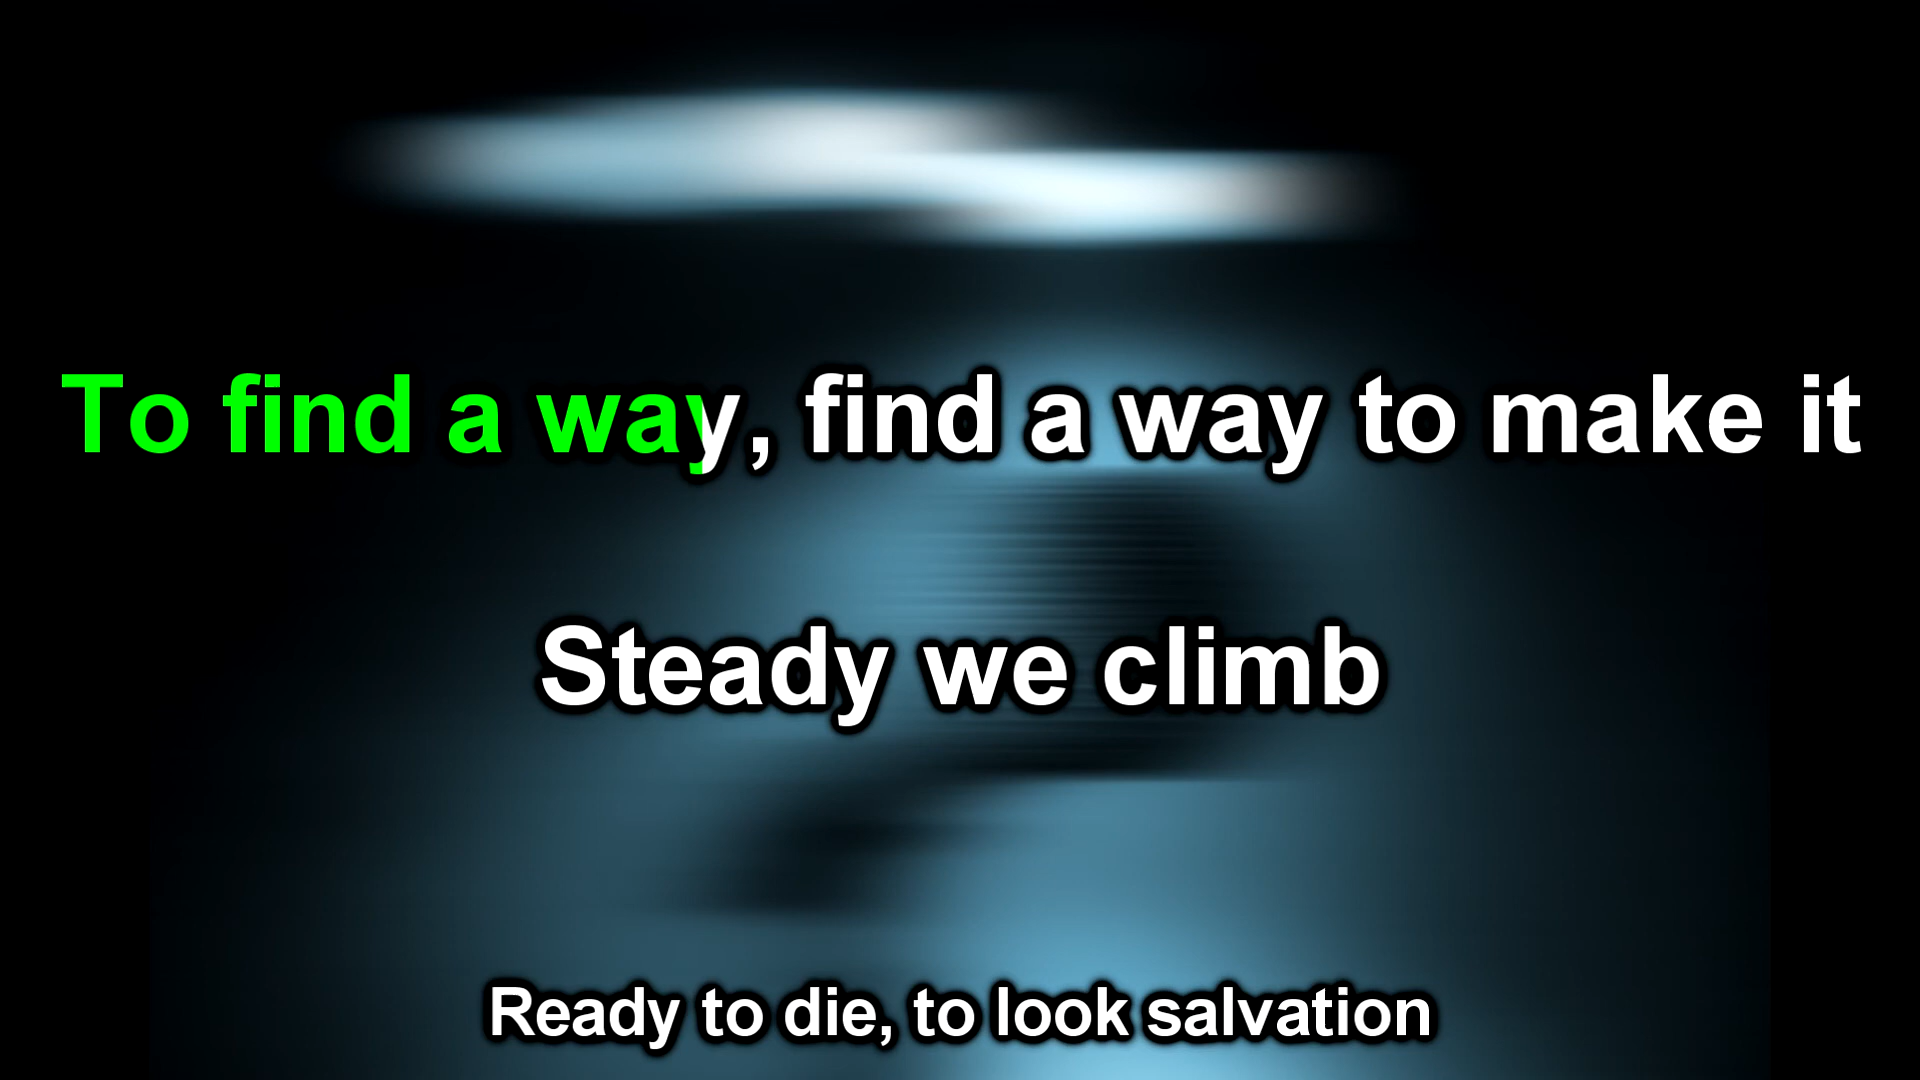 To find a way, find a way to make it
Steady we climb
Ready to die, to look salvation